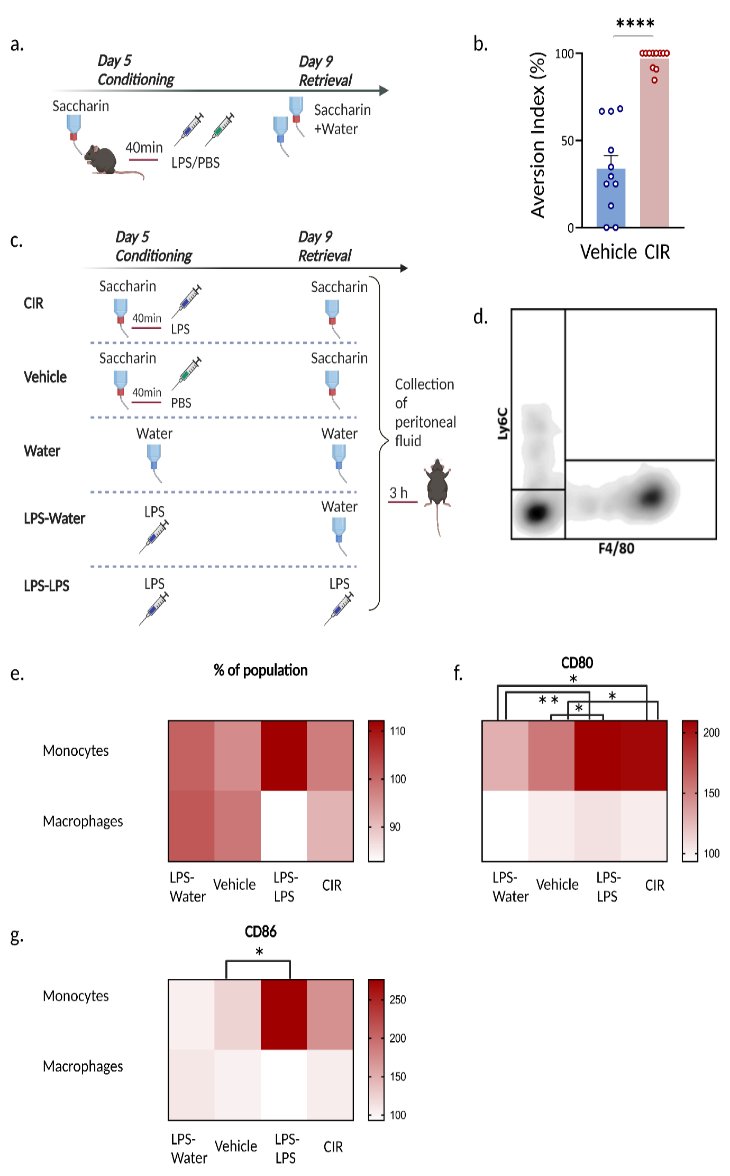 a.
Day 5
Conditioning
Day 9
Retrieval
Saccharin
40min
LPS/PBS
Saccharin
+Water
b.
****
Aversion Index (%)
100
50
0
Vehicle CIR
c.
Day 5
Conditioning
Day 9
Retrieval
CIR
Saccharin
40min
LPS
Saccharin
Vehicle
Saccharin
40min
PBS
Saccharin
Water
Water
Water
LPS-Water
LPS
Water
LPS-LPS
LPS
LPS
Collection
of
peritoneal
fluid
3 h
d.
Ly6C
F4/80
e.
% of population
Monocytes
Macrophages
110
100
90
LPS-
Water
Vehicle
LPS-
LPS
CIR
f.
CD80
*
**
*
*
200
150
100
LPS-
Water
Vehicle
LPS-
LPS
CIR
g.
CD86
*
Monocytes
Macrophages
250
200
150
100
LPS-
Water
Vehicle
LPS-
LPS
CIR